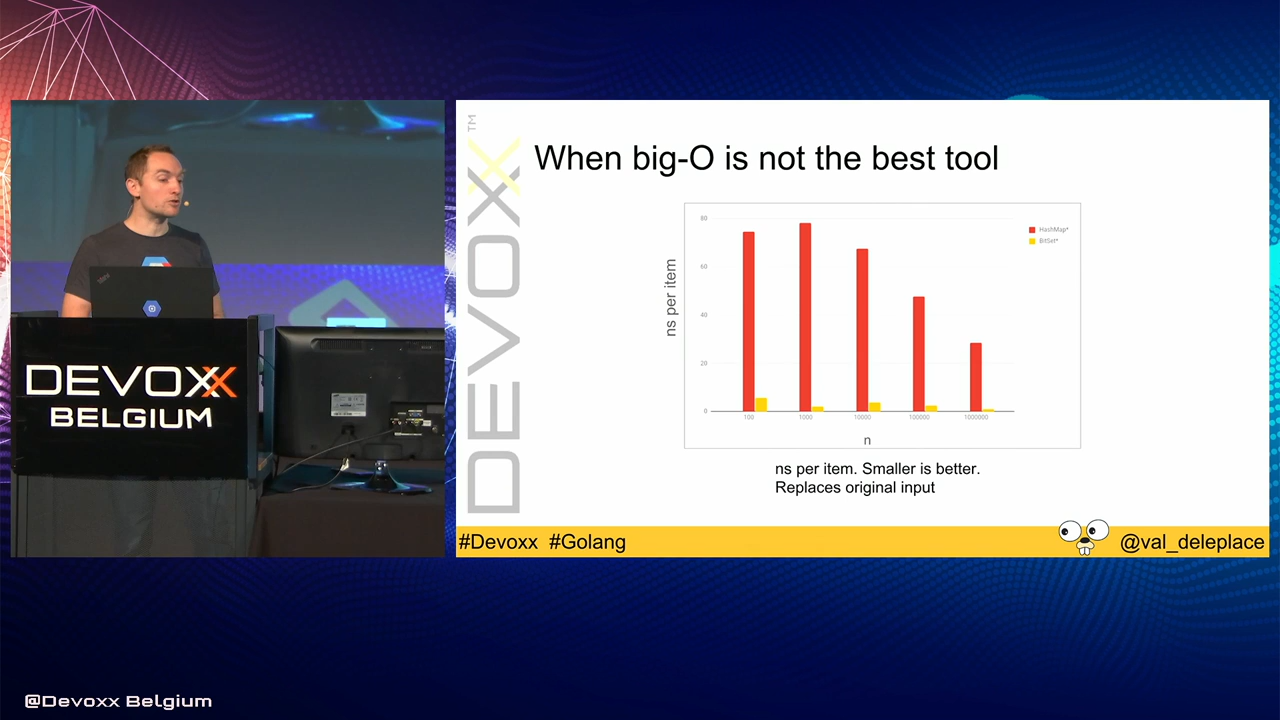 DEVOXX
BELGIUM
DEVOXX™
When big-O is not the best tool
ns per item
80
60
40
20
0
100
1000
10000
100000
1000000
n
HashMap*
BitSet*
ns per item. Smaller is better.
Replaces original input
#Devoxx #Golang
@val_deleplace
@Devoxx Belgium